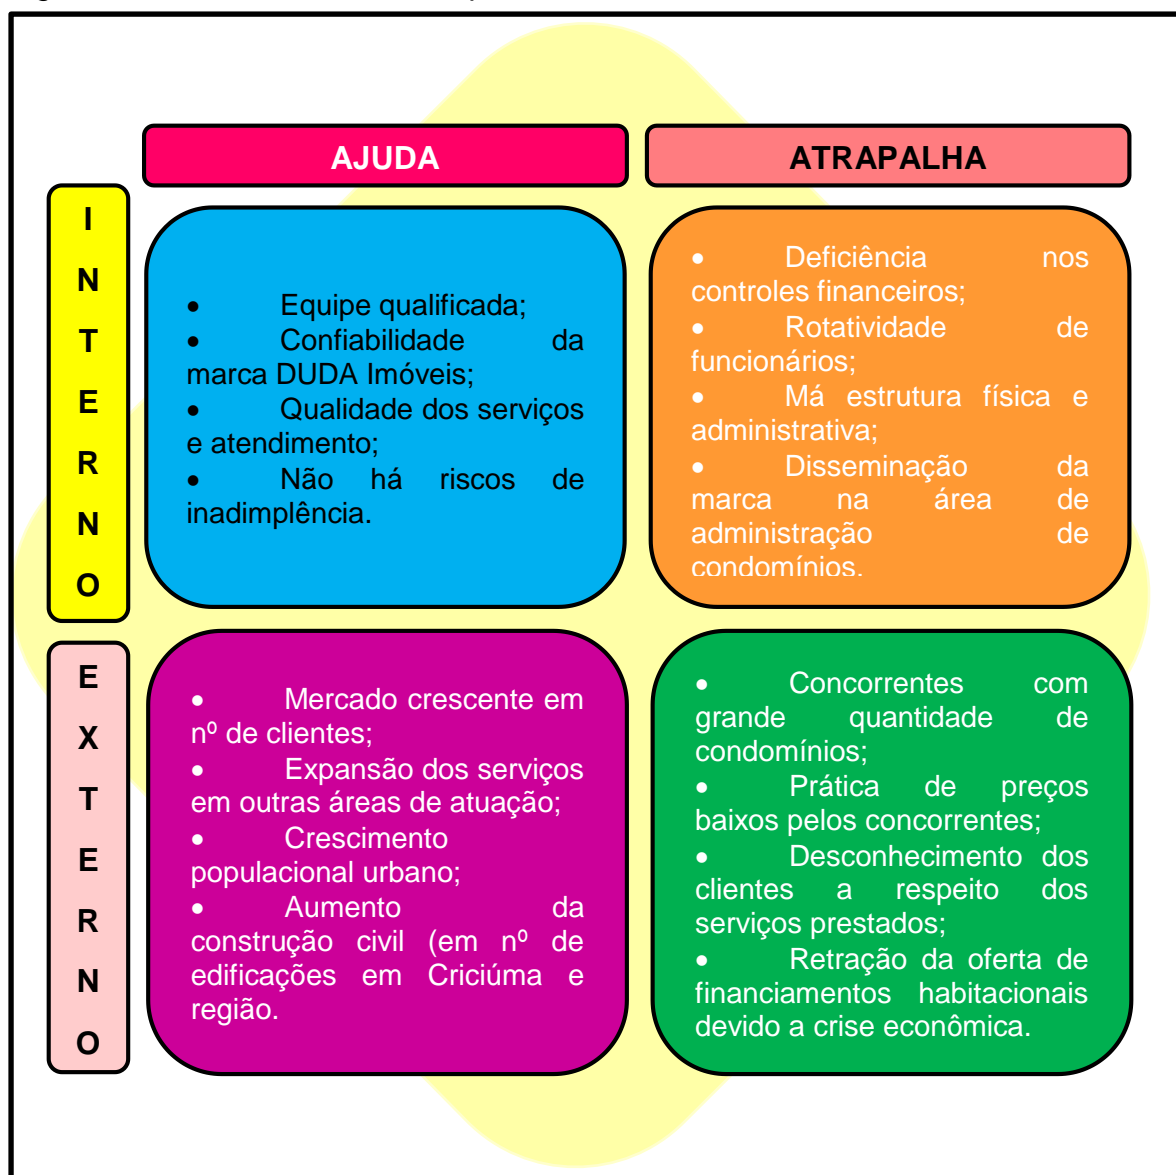 AJUDA
ATRAPALHA
I
N
T
E
R
N
O
• Equipe qualificada;
• Confiabilidade da
marca DUDA Imóveis;
• Qualidade dos serviços
e atendimento;
• Não há riscos de
inadimplência.
• Deficiência nos
controles financeiros;
• Rotatividade de
funcionários;
• Má estrutura física e
administrativa;
• Disseminação da
marca na área de
administração de
condomínios.
E
X
T
E
R
N
O
• Mercado crescente em
nº de clientes;
• Expansão dos serviços
em outras áreas de atuação;
• Crescimento
populacional urbano;
• Aumento da
construção civil (em nº de
edificações em Criciúma e
região.
• Concorrentes com
grande quantidade de
condomínios;
• Prática de preços
baixos pelos concorrentes;
• Desconhecimento dos
clientes a respeito dos
serviços prestados;
• Retração da oferta de
financiamentos habitacionais
devido a crise econômica.